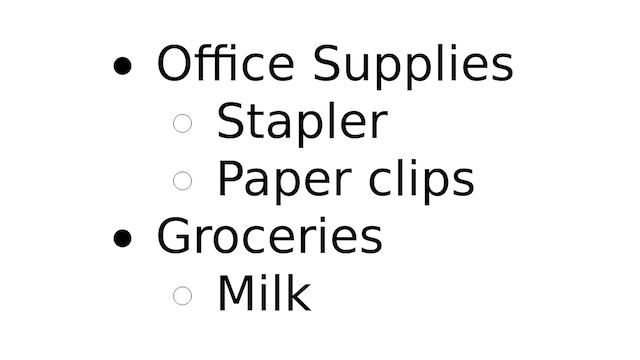 • Office Supplies
◦ Stapler
◦ Paper clips
• Groceries
◦ Milk